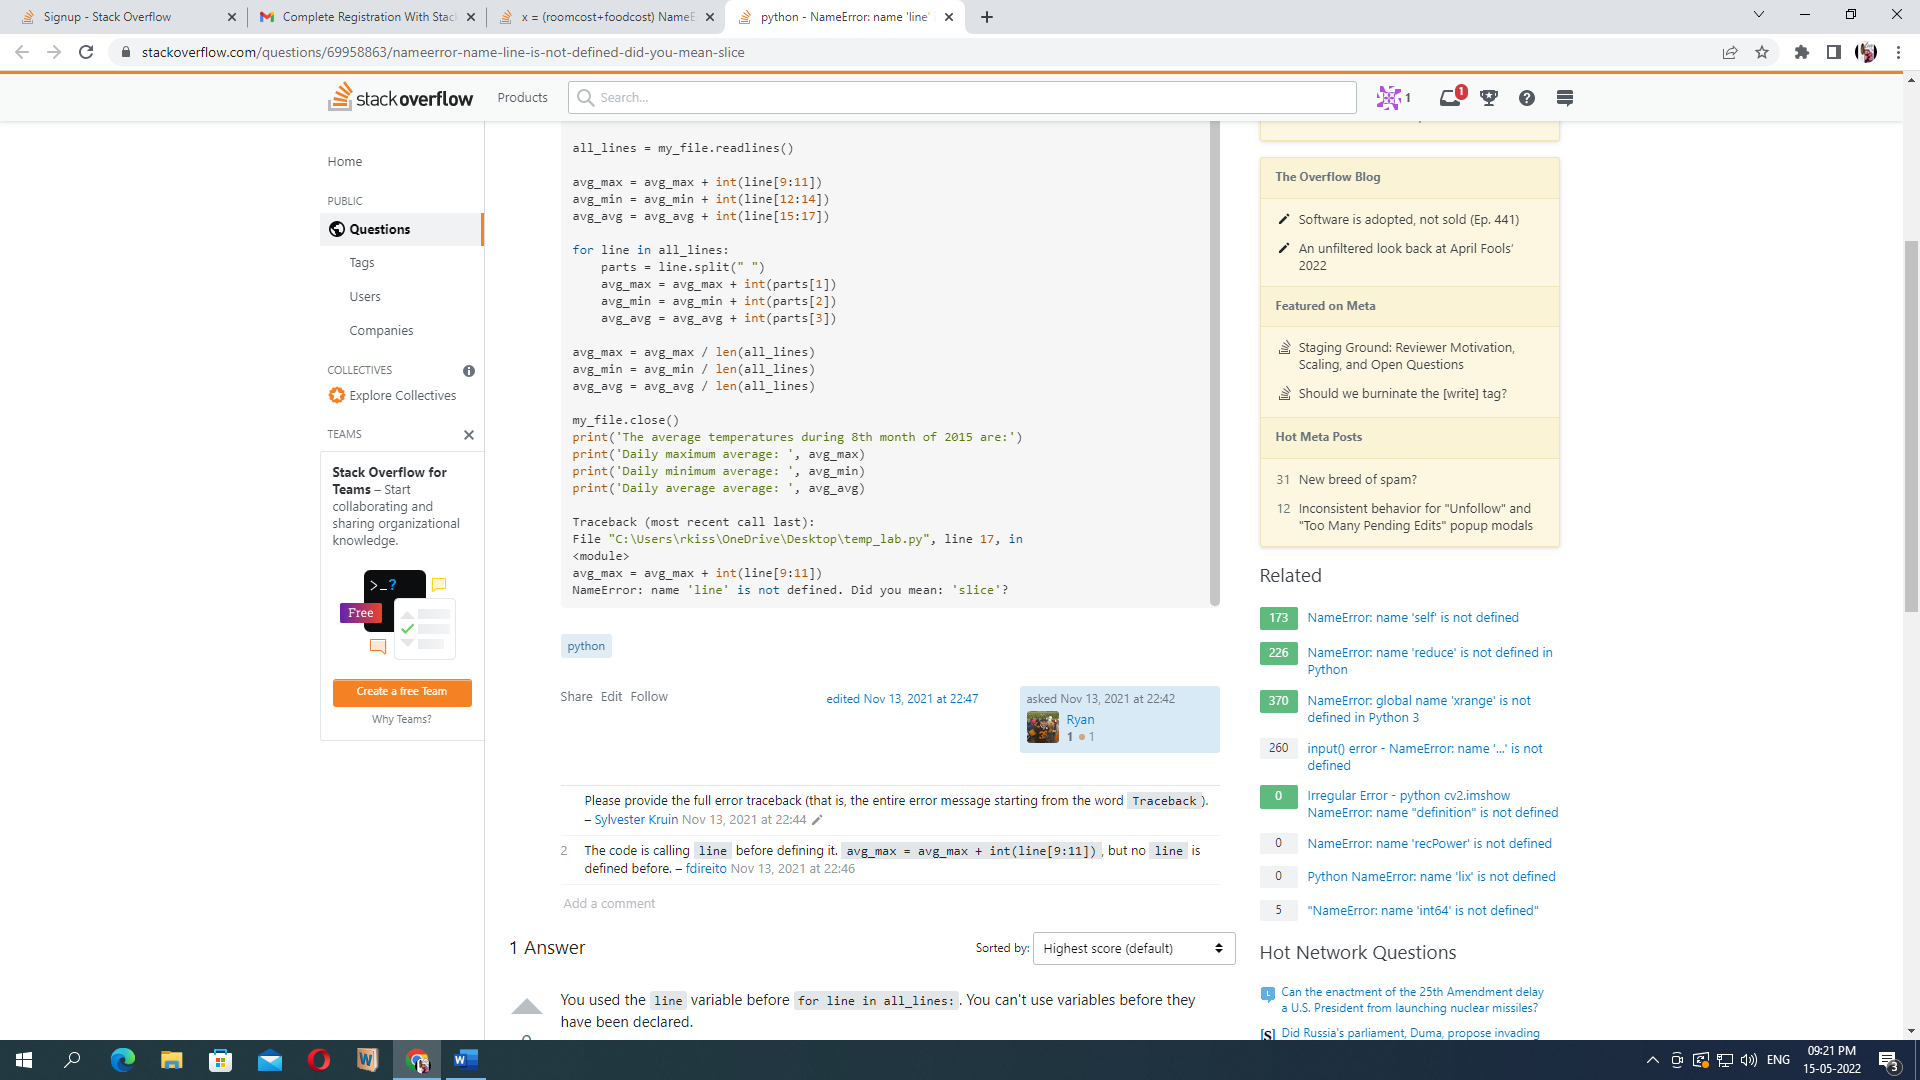 Signup - Stack Overflow
Complete Registration With Stack
x = (roomcost+foodcost) NameE
python - NameError: name 'line'
stackoverflow.com/questions/69958863/nameerror-name-line-is-not-defined-did-you-mean-slice
stackoverflow
Products
Search...
1
1
Home
PUBLIC
Questions
Tags
Users
Companies
COLLECTIVES
Explore Collectives
TEAMS
Stack Overflow for
Teams – Start
collaborating and
sharing organizational
knowledge.
>_?
Free
Create a free Team
Why Teams?
all_lines = my_file.readlines()
avg_max = avg_max + int(line[9:11])
avg_min = avg_min + int(line[12:14])
avg_avg = avg_avg + int(line[15:17])
for line in all_lines:
    parts = line.split(" ")
    avg_max = avg_max + int(parts[1])
    avg_min = avg_min + int(parts[2])
    avg_avg = avg_avg + int(parts[3])
avg_max = avg_max / len(all_lines)
avg_min = avg_min / len(all_lines)
avg_avg = avg_avg / len(all_lines)
my_file.close()
print('The average temperatures during 8th month of 2015 are:')
print('Daily maximum average: ', avg_max)
print('Daily minimum average: ', avg_min)
print('Daily average average: ', avg_avg)
Traceback (most recent call last):
File "C:\Users\rkiss\OneDrive\Desktop\temp_lab.py", line 17, in
<module>
avg_max = avg_max + int(line[9:11])
NameError: name 'line' is not defined. Did you mean: 'slice'?
python
Share Edit Follow
edited Nov 13, 2021 at 22:47
asked Nov 13, 2021 at 22:42
Ryan
1 ● 1
Please provide the full error traceback (that is, the entire error message starting from the word Traceback ).
– Sylvester Kruin Nov 13, 2021 at 22:44
2 The code is calling line before defining it. avg_max = avg_max + int(line[9:11]) , but no line is
defined before. – fdireito Nov 13, 2021 at 22:46
Add a comment
1 Answer
Sorted by: Highest score (default)
You used the line variable before for line in all_lines: . You can't use variables before they
have been declared.
The Overflow Blog
Software is adopted, not sold (Ep. 441)
An unfiltered look back at April Fools'
2022
Featured on Meta
Staging Ground: Reviewer Motivation,
Scaling, and Open Questions
Should we burninate the [write] tag?
Hot Meta Posts
31 New breed of spam?
12 Inconsistent behavior for "Unfollow" and
"Too Many Pending Edits" popup modals
Related
173 NameError: name 'self' is not defined
226 NameError: name 'reduce' is not defined in
Python
370 NameError: global name 'xrange' is not
defined in Python 3
260 input() error - NameError: name '...' is not
defined
0 Irregular Error - python cv2.imshow
NameError: name "definition" is not defined
0 NameError: name 'recPower' is not defined
0 Python NameError: name 'lix' is not defined
5 "NameError: name 'int64' is not defined"
Hot Network Questions
Can the enactment of the 25th Amendment delay
a U.S. President from launching nuclear missiles?
Did Russia's parliament, Duma, propose invading
ENG
09:21 PM
15-05-2022
3